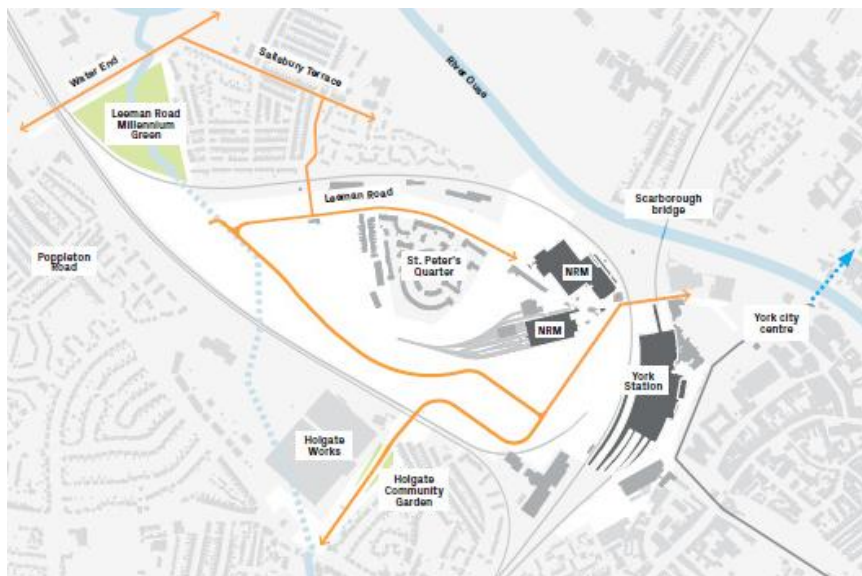 Water End
Salisbury Terrace
River Ouse
Leeman Road
Millennium
Green
Leeman Road
Scarborough
bridge
Poppleton
Road
St. Peter's
Quarter
NRM
NRM
York city
centre
York
Station
Holgate
Works
Holgate
Community
Garden